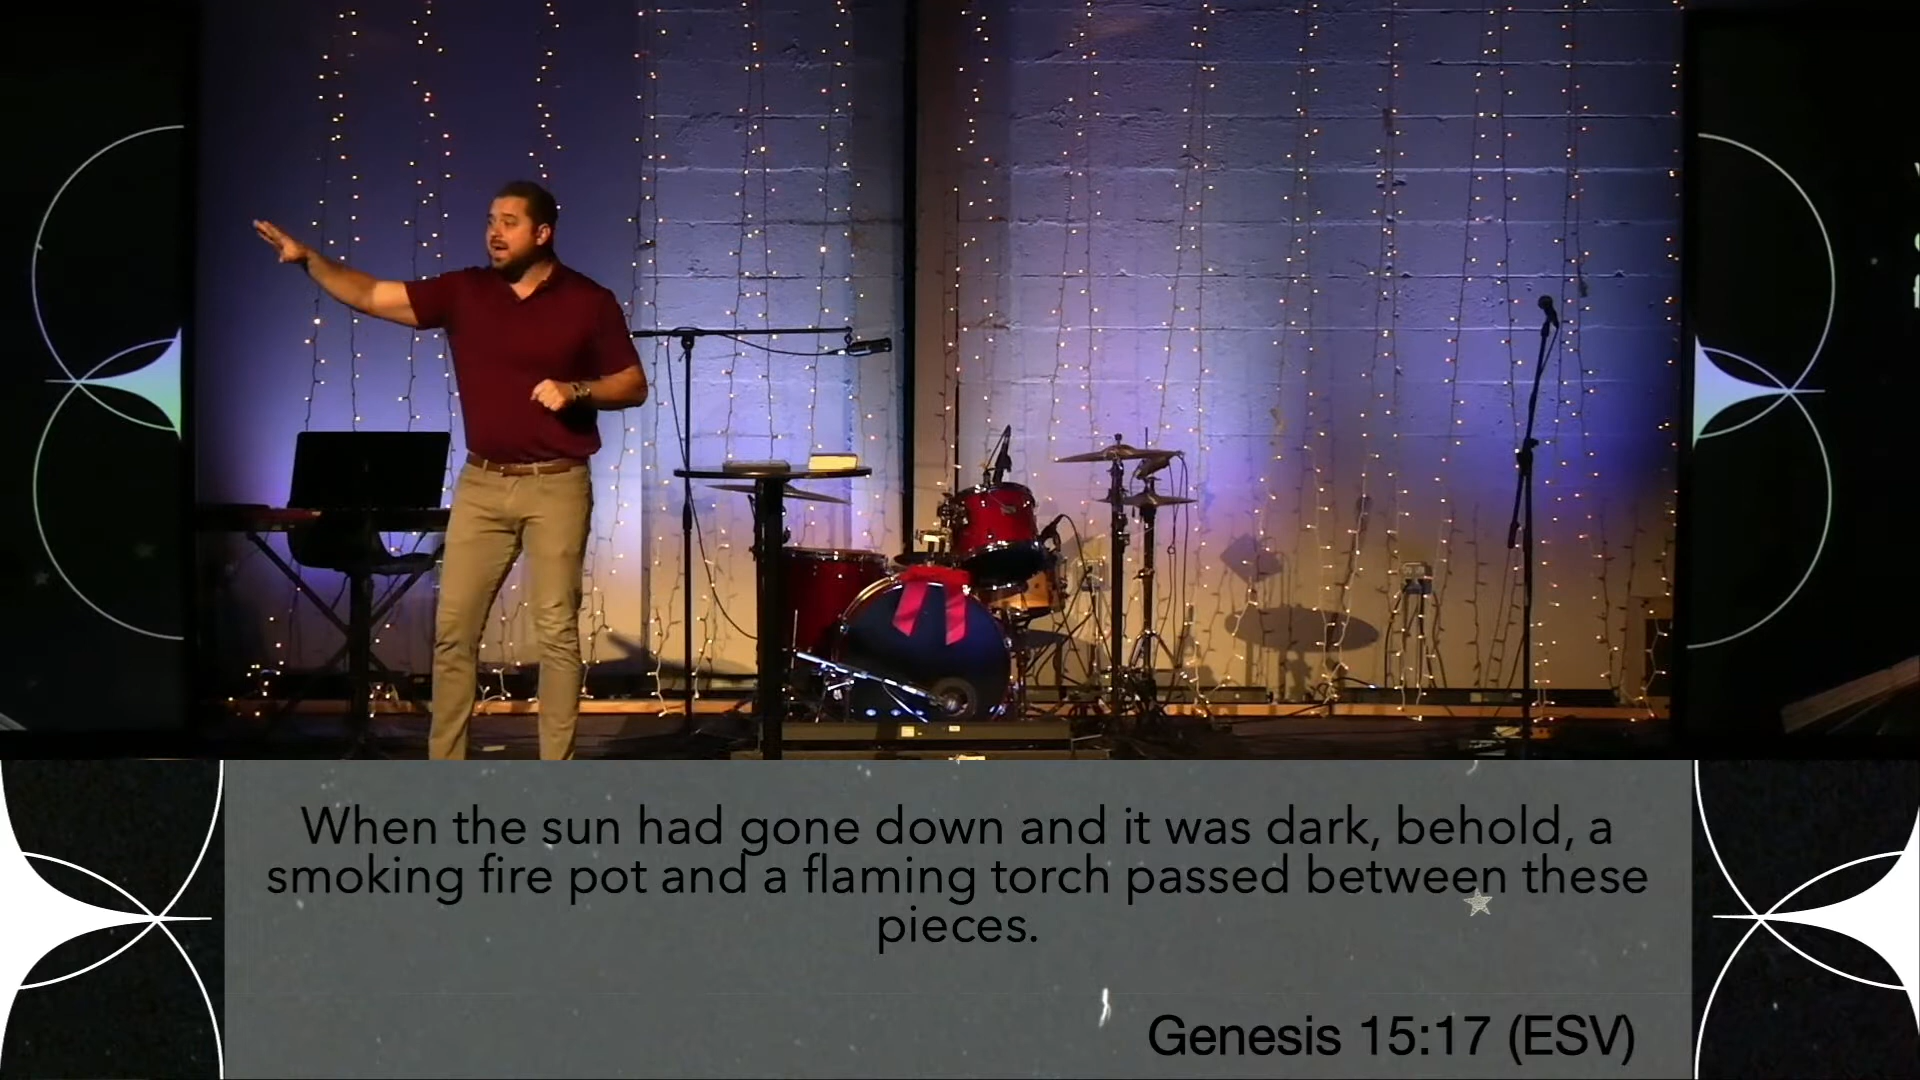 When the sun had gone down and it was dark, behold, a
smoking fire pot and a flaming torch passed between these
pieces.
Genesis 15:17 (ESV)